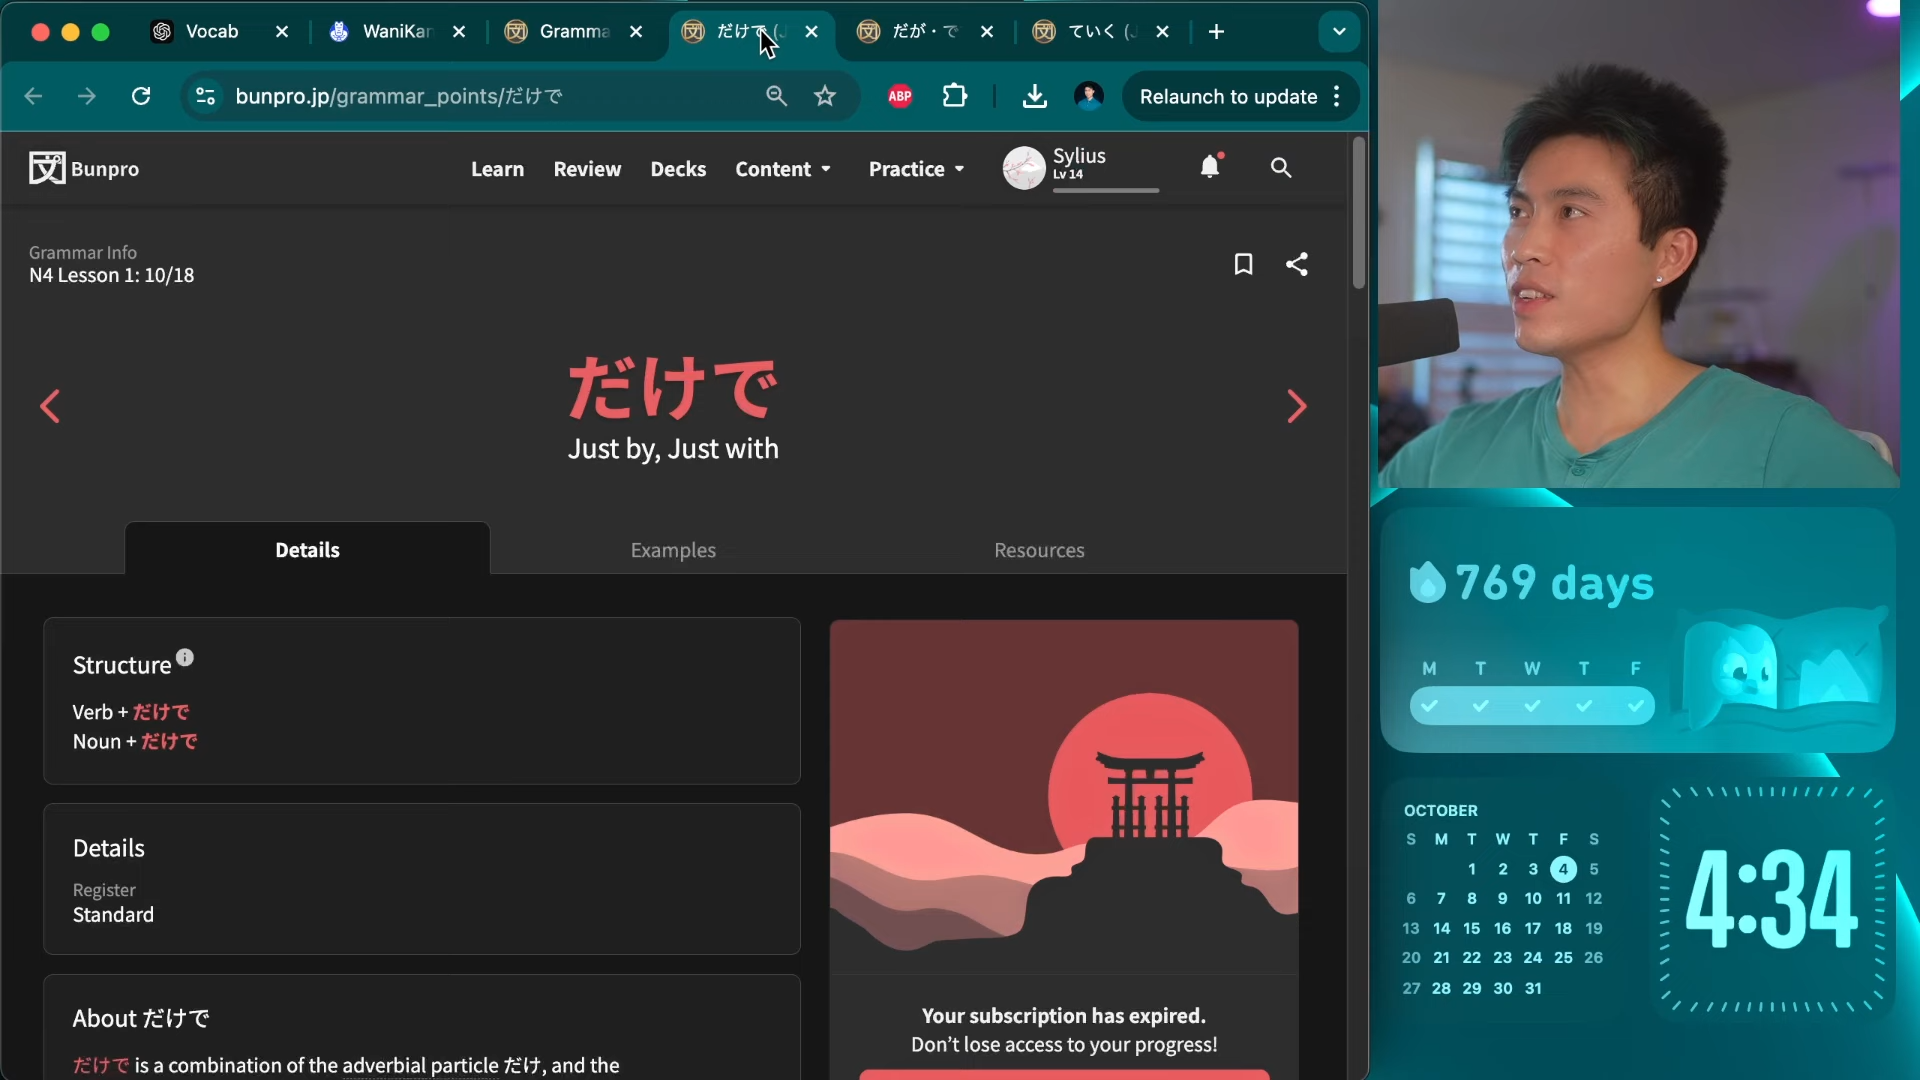 Vocab
WaniKan
Gramma
だけで (J
だが・で
ていく (J
bunpro.jp/grammar_points/だけで
ABP
Relaunch to update
文 Bunpro
Learn
Review
Decks
Content
Practice
Sylius
Lv 14
Grammar Info
N4 Lesson 1: 10/18
だけで
Just by, Just with
Details
Examples
Resources
Structure
Verb + だけで
Noun + だけで
Details
Register
Standard
About だけで
だけで is a combination of the adverbial particle だけ, and the
Your subscription has expired.
Don't lose access to your progress!
769 days
M T W T F
OCTOBER
S M T W T F S
1 2 3 4 5
6 7 8 9 10 11 12
13 14 15 16 17 18 19
20 21 22 23 24 25 26
27 28 29 30 31
4:34